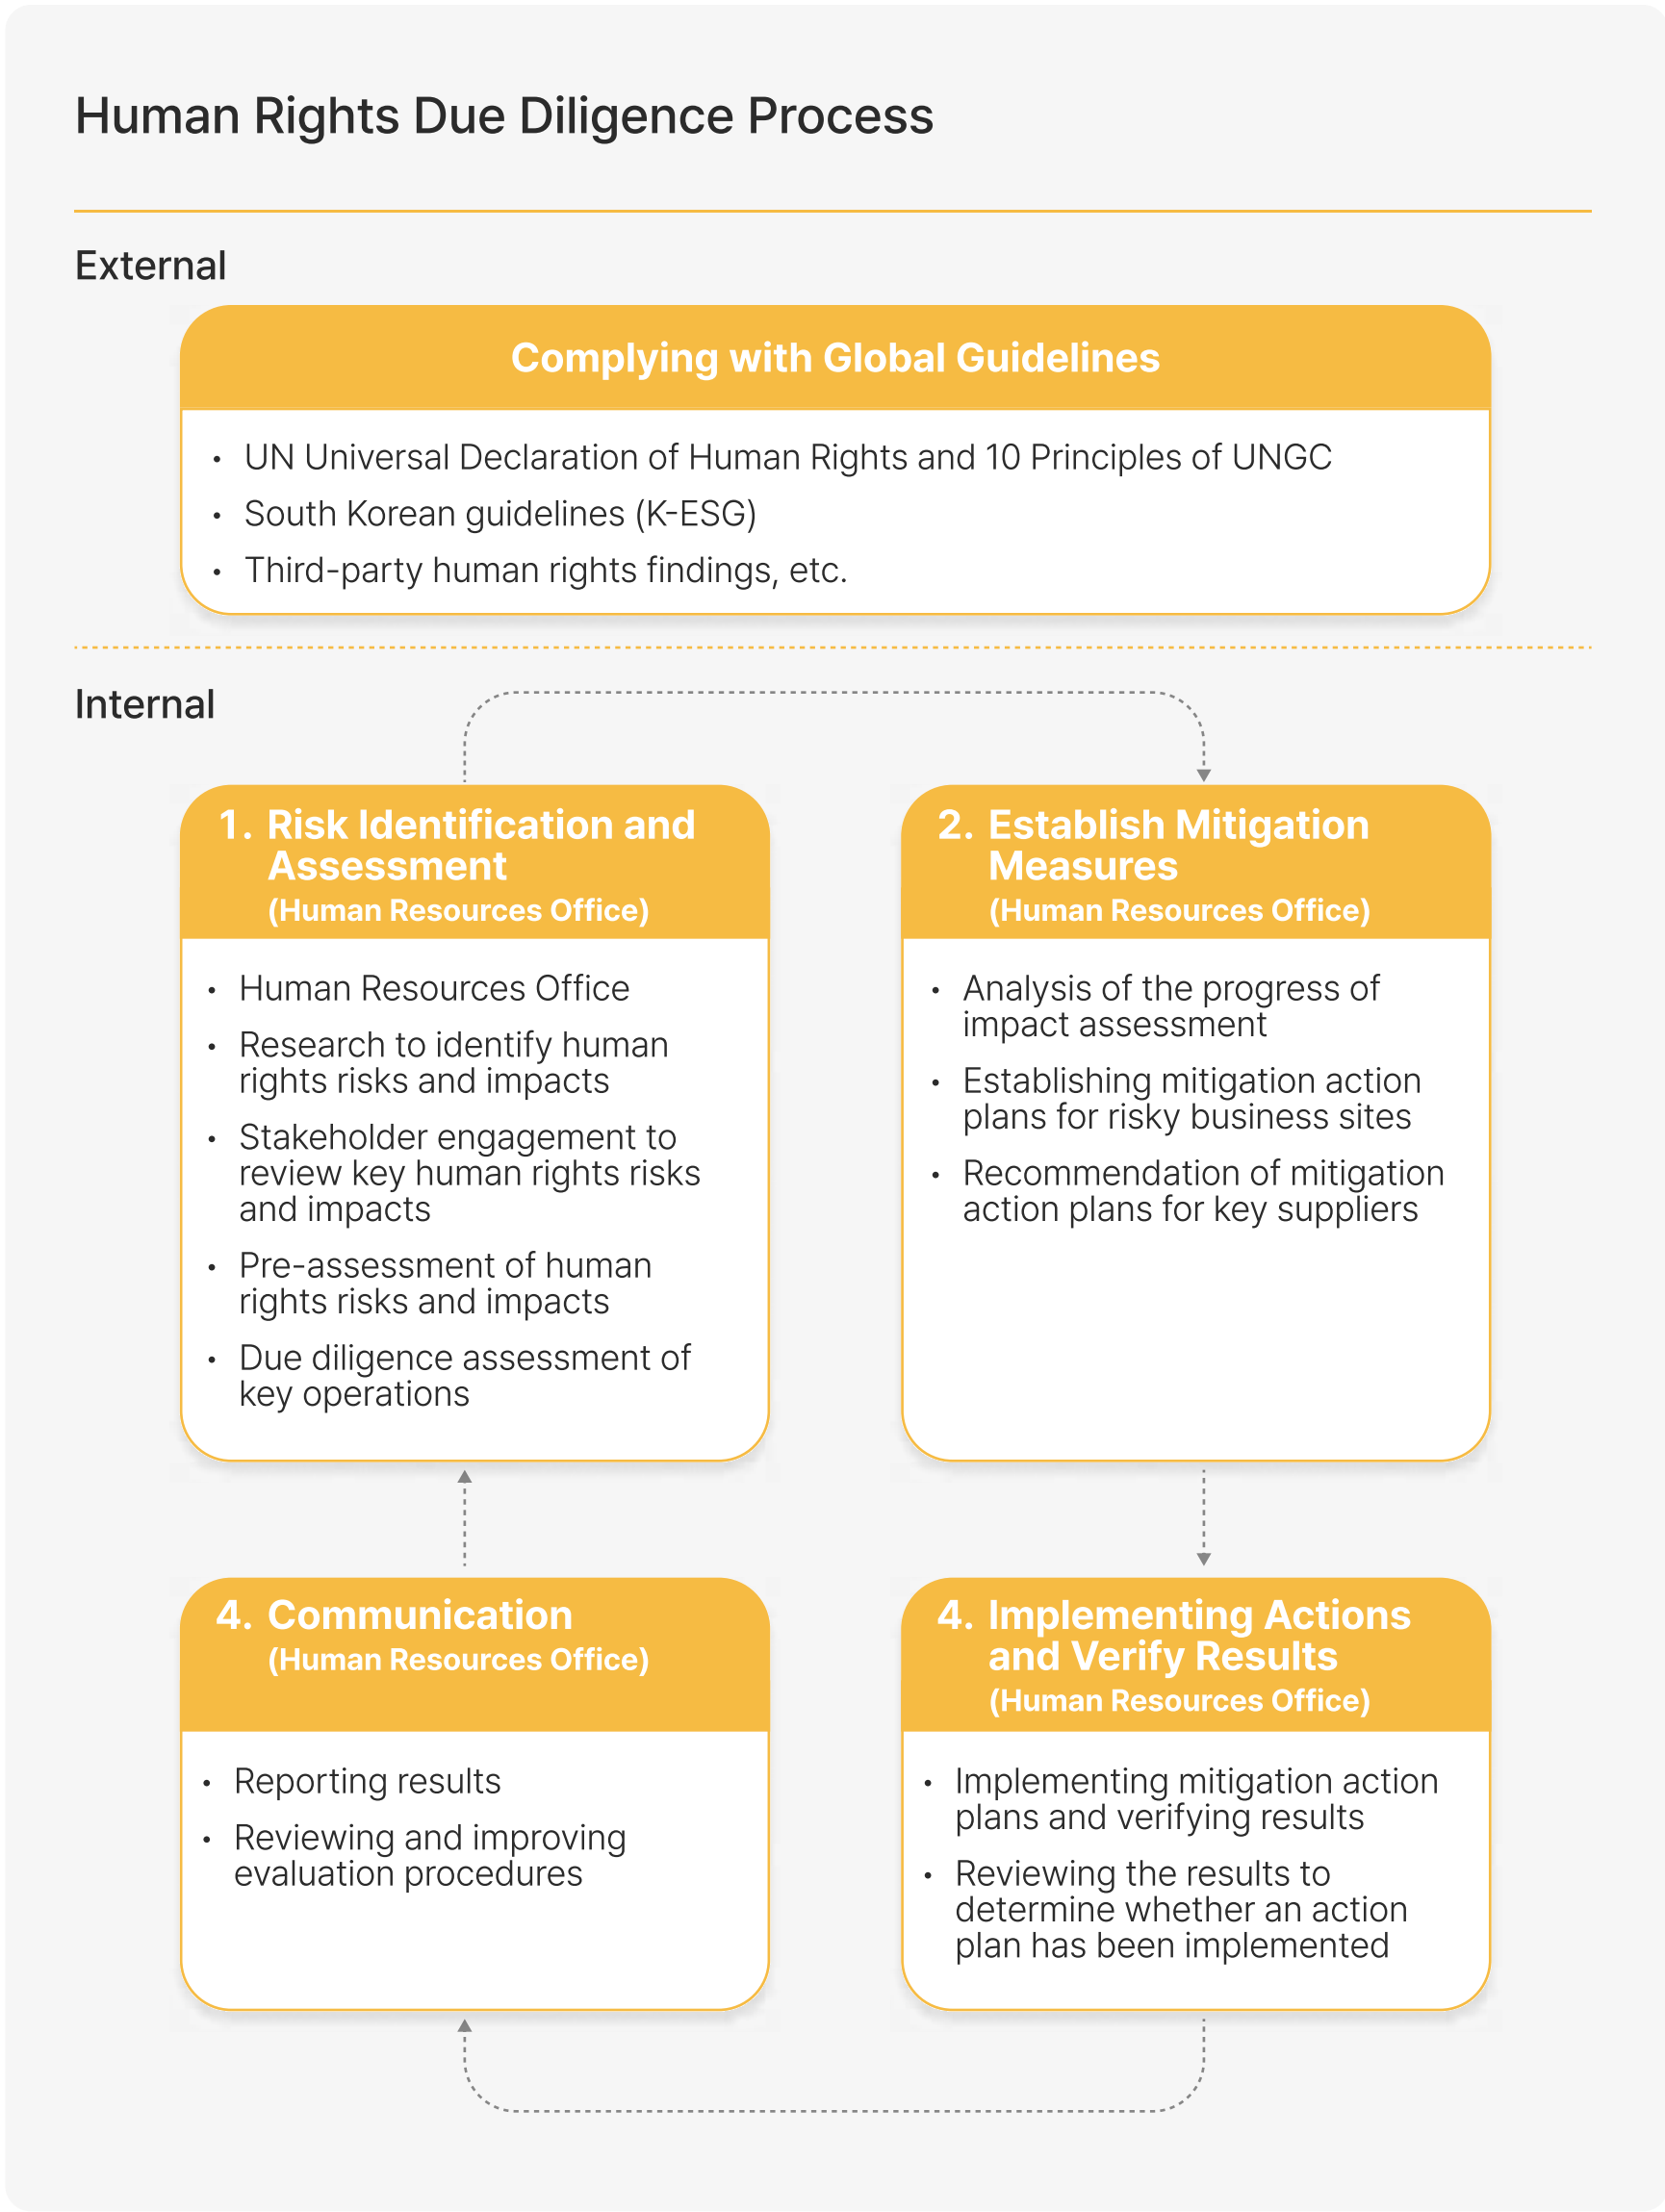 Human Rights Due Diligence Process
External
Complying with Global Guidelines
• UN Universal Declaration of Human Rights and 10 Principles of UNGC
• South Korean guidelines (K-ESG)
• Third-party human rights findings, etc.
Internal
1. Risk Identification and
Assessment
(Human Resources Office)
• Human Resources Office
• Research to identify human
rights risks and impacts
• Stakeholder engagement to
review key human rights risks
and impacts
• Pre-assessment of human
rights risks and impacts
• Due diligence assessment of
key operations
2. Establish Mitigation
Measures
(Human Resources Office)
• Analysis of the progress of
impact assessment
• Establishing mitigation action
plans for risky business sites
• Recommendation of mitigation
action plans for key suppliers
4. Communication
(Human Resources Office)
• Reporting results
• Reviewing and improving
evaluation procedures
4. Implementing Actions
and Verify Results
(Human Resources Office)
• Implementing mitigation action
plans and verifying results
• Reviewing the results to
determine whether an action
plan has been implemented